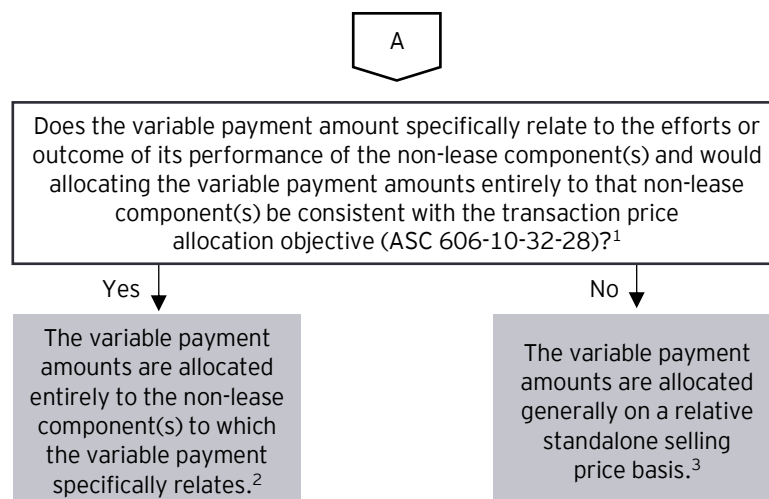 A
Does the variable payment amount specifically relate to the efforts or
outcome of its performance of the non-lease component(s) and would
allocating the variable payment amounts entirely to that non-lease
component(s) be consistent with the transaction price
allocation objective (ASC 606-10-32-28)?1
Yes
No
The variable payment
amounts are allocated
entirely to the non-lease
component(s) to which
the variable payment
specifically relates.2
The variable payment
amounts are allocated
generally on a relative
standalone selling
price basis.3